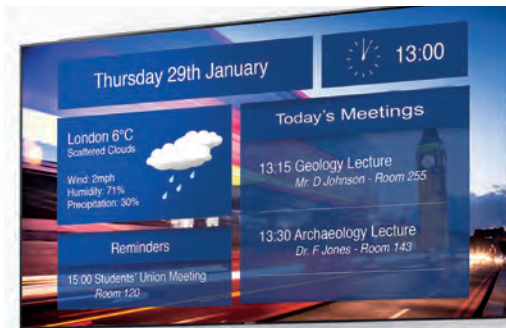 Thursday 29th January
13:00
London 6°C
Scattered Clouds
Wind: 2mph
Humidity: 71%
Precipitation: 30%
Reminders
15:00 Students' Union Meeting
Room 120
Today's Meetings
13:15 Geology Lecture
Mr. D Johnson - Room 255
13:30 Archaeology Lecture
Dr. F Jones - Room 143